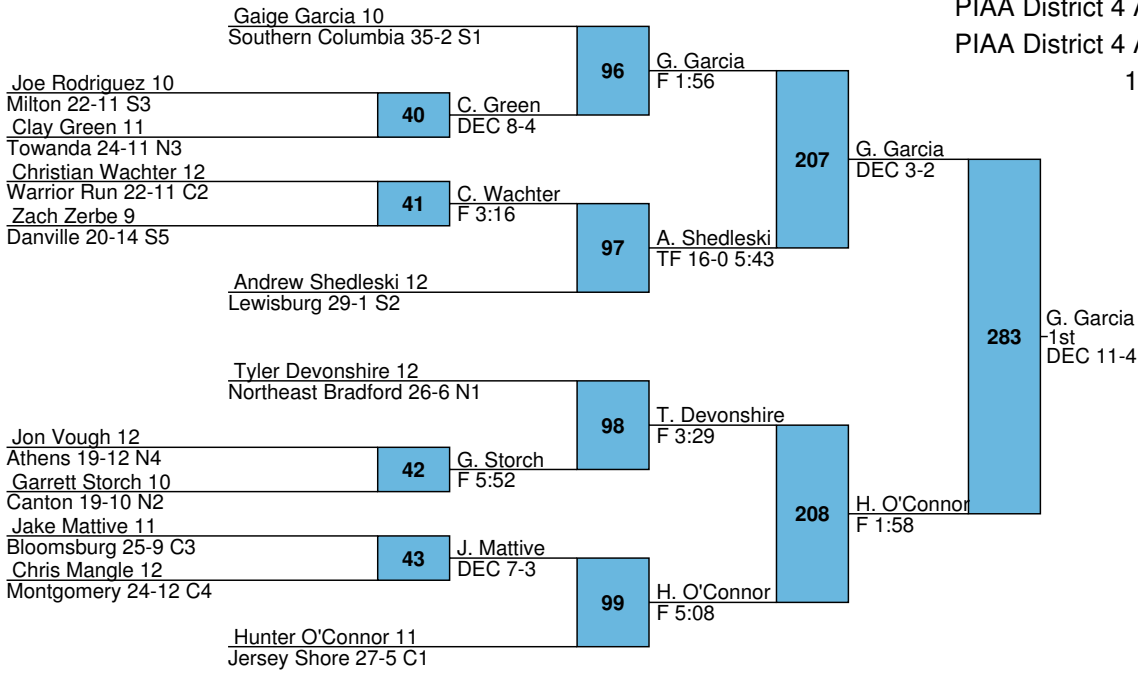 PIAA District 4 A
PIAA District 4 A
1
Gaige Garcia 10
Southern Columbia 35-2 S1
96
G. Garcia
F 1:56
Joe Rodriguez 10
Milton 22-11 S3
40
C. Green
DEC 8-4
Clay Green 11
Towanda 24-11 N3
207
G. Garcia
DEC 3-2
Christian Wachter 12
Warrior Run 22-11 C2
41
C. Wachter
F 3:16
Zach Zerbe 9
Danville 20-14 S5
97
A. Shedleski
TF 16-0 5:43
Andrew Shedleski 12
Lewisburg 29-1 S2
283
G. Garcia
1st
DEC 11-4
Tyler Devonshire 12
Northeast Bradford 26-6 N1
98
T. Devonshire
F 3:29
Jon Vough 12
Athens 19-12 N4
42
G. Storch
F 5:52
Garrett Storch 10
Canton 19-10 N2
208
H. O'Connor
F 1:58
Jake Mattive 11
Bloomsburg 25-9 C3
43
J. Mattive
DEC 7-3
Chris Mangle 12
Montgomery 24-12 C4
99
H. O'Connor
F 5:08
Hunter O'Connor 11
Jersey Shore 27-5 C1